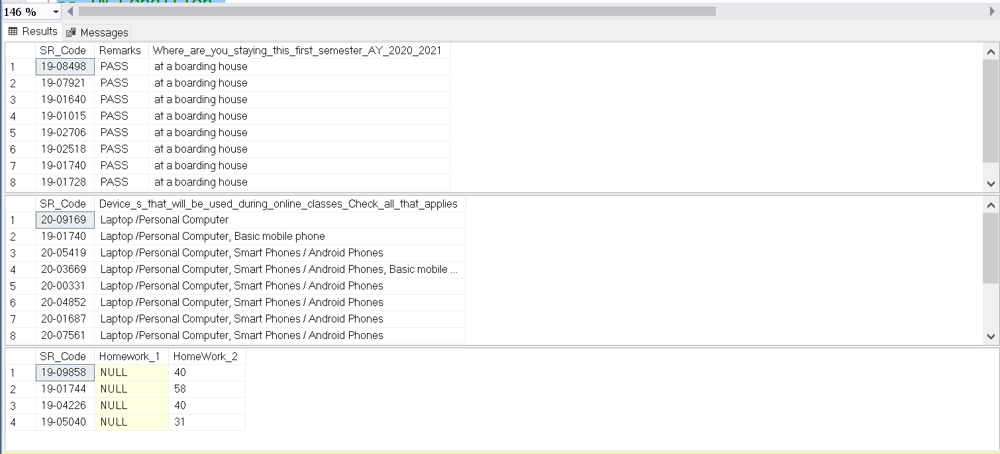 -- IN Condition
146 %
Results Messages
SR_Code Remarks Where_are_you_staying_this_first_semester_AY_2020_2021
1 19-08498 PASS at a boarding house
2 19-07921 PASS at a boarding house
3 19-01640 PASS at a boarding house
4 19-01015 PASS at a boarding house
5 19-02706 PASS at a boarding house
6 19-02518 PASS at a boarding house
7 19-01740 PASS at a boarding house
8 19-01728 PASS at a boarding house
SR_Code Device_s_that_will_be_used_during_online_classes_Check_all_that_applies
1 20-09169 Laptop /Personal Computer
2 19-01740 Laptop /Personal Computer, Basic mobile phone
3 20-05419 Laptop /Personal Computer, Smart Phones / Android Phones
4 20-03669 Laptop /Personal Computer, Smart Phones / Android Phones, Basic mobile ...
5 20-00331 Laptop /Personal Computer, Smart Phones / Android Phones
6 20-04852 Laptop /Personal Computer, Smart Phones / Android Phones
7 20-01687 Laptop /Personal Computer, Smart Phones / Android Phones
8 20-07561 Laptop /Personal Computer, Smart Phones / Android Phones
SR_Code Homework_1 HomeWork_2
1 19-09858 NULL 40
2 19-01744 NULL 58
3 19-04226 NULL 40
4 19-05040 NULL 31